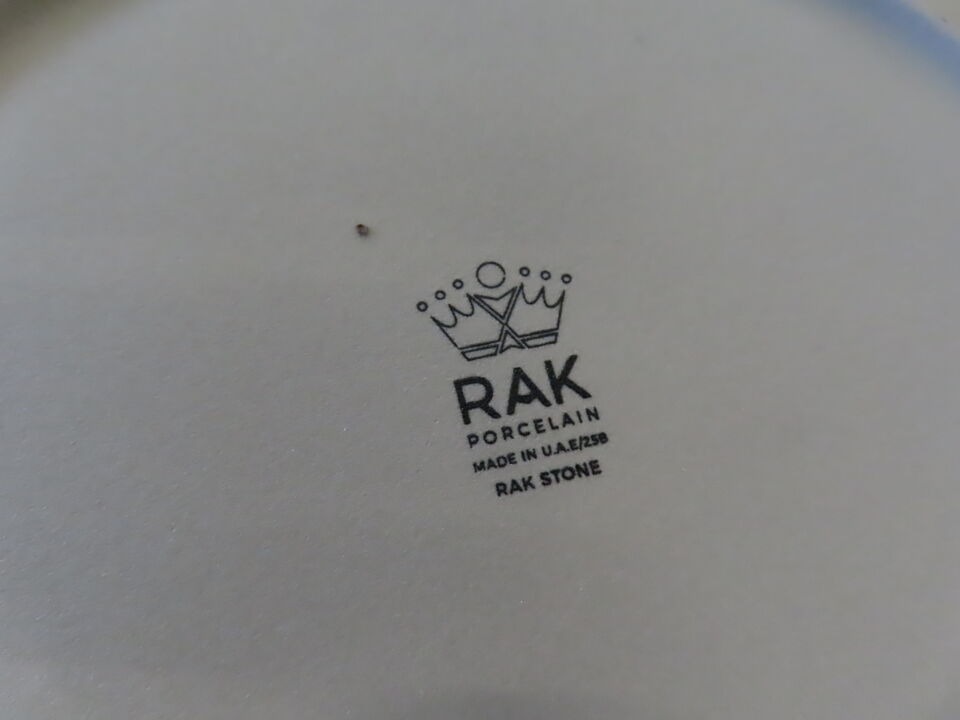 RAK
PORCELAIN
MADE IN U.A.E/25B
RAK STONE